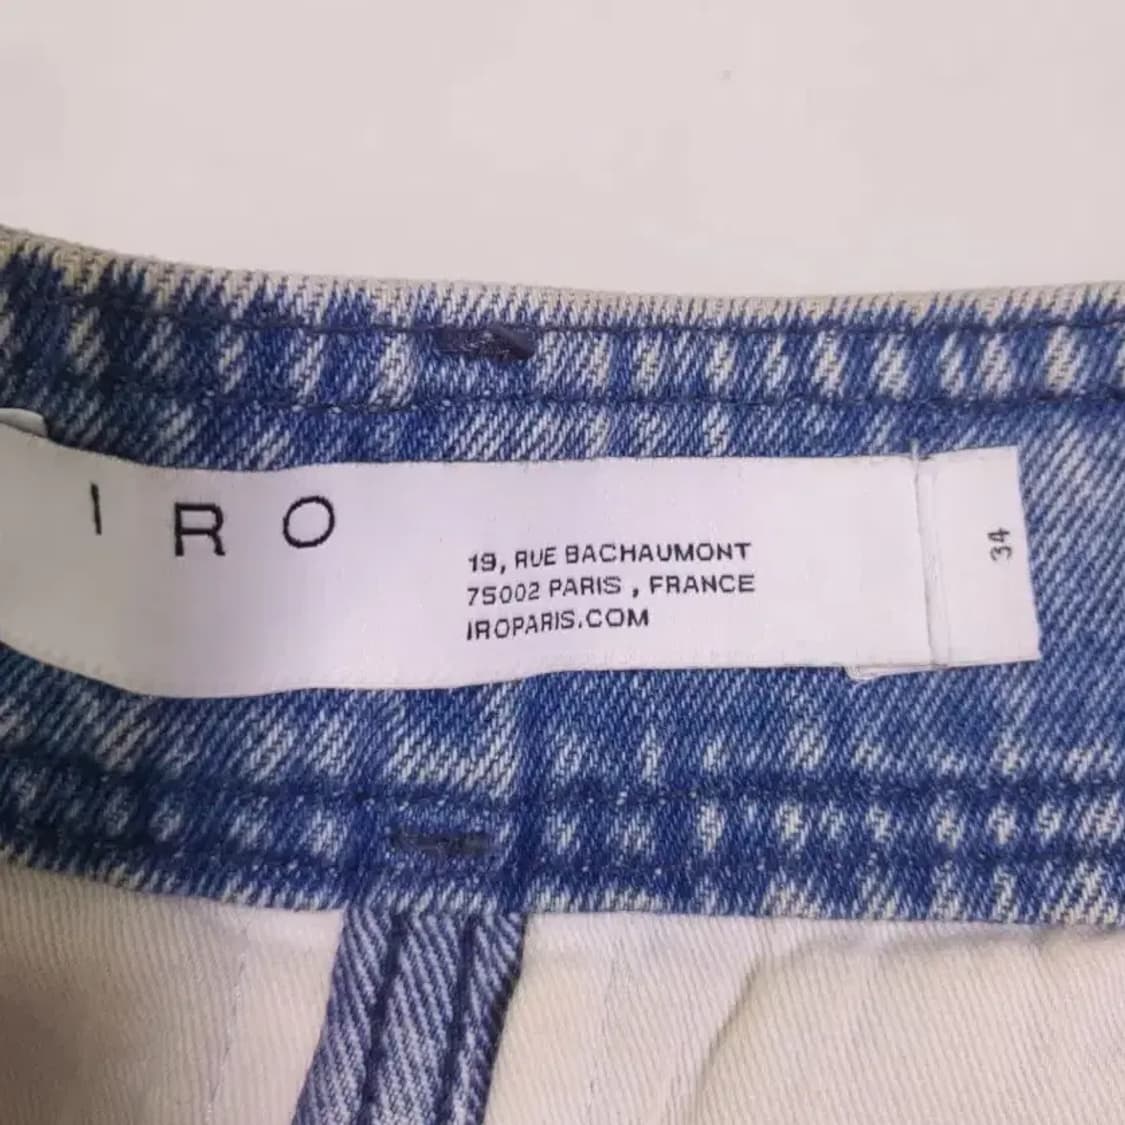 IRO
19, RUE BACHAUMONT
75002 PARIS , FRANCE
IROPARIS.COM
34